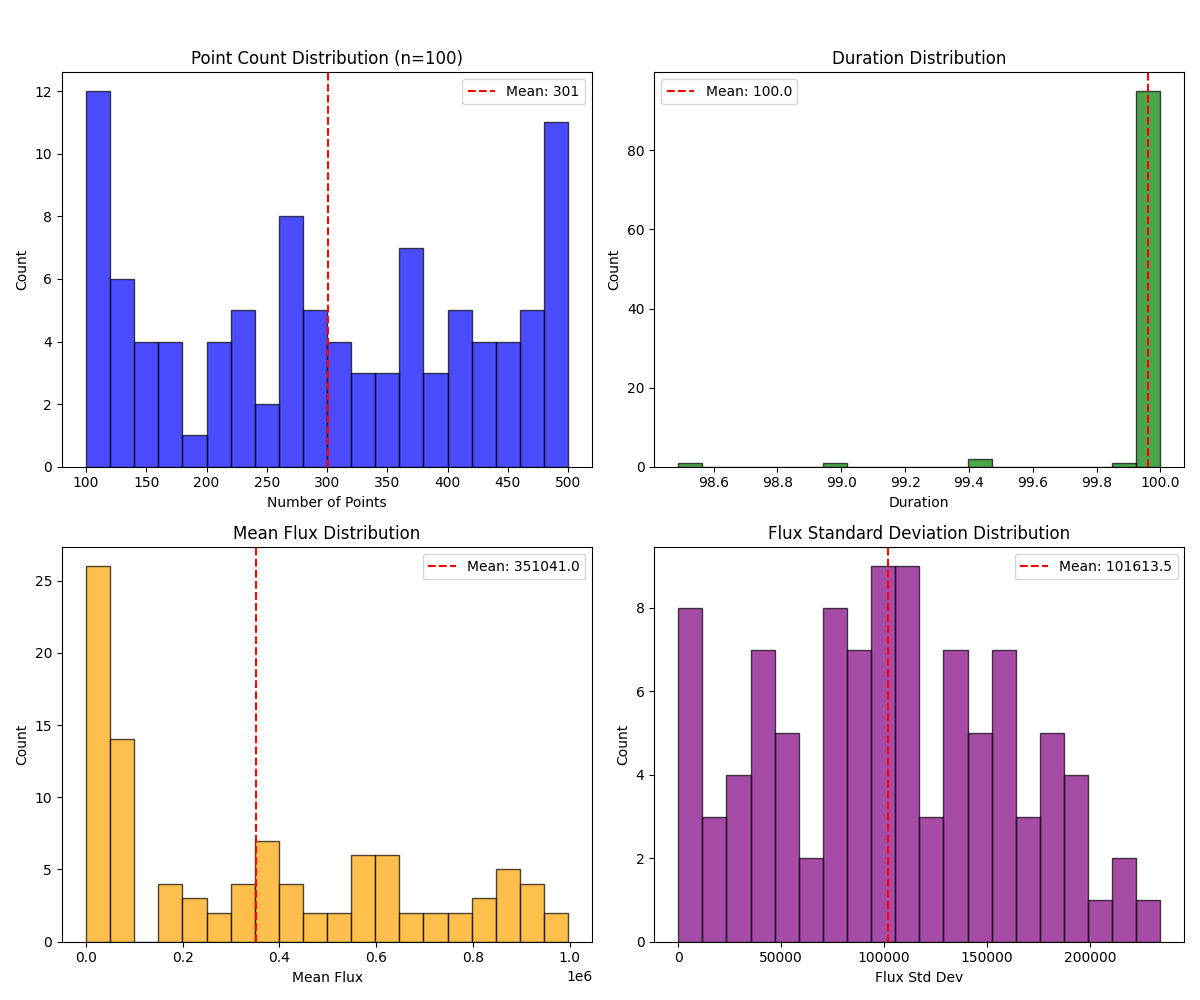 Point Count Distribution (n=100)
Mean: 301
12
10
8
6
4
2
0
Count
100 150 200 250 300 350 400 450 500
Number of Points
Duration Distribution
Mean: 100.0
80
60
40
20
0
Count
98.6 98.8 99.0 99.2 99.4 99.6 99.8 100.0
Duration
Mean Flux Distribution
Mean: 351041.0
25
20
15
10
5
0
Count
0.0 0.2 0.4 0.6 0.8 1.0
1e6
Mean Flux
Flux Standard Deviation Distribution
Mean: 101613.5
8
6
4
2
0
Count
0 50000 100000 150000 200000
Flux Std Dev